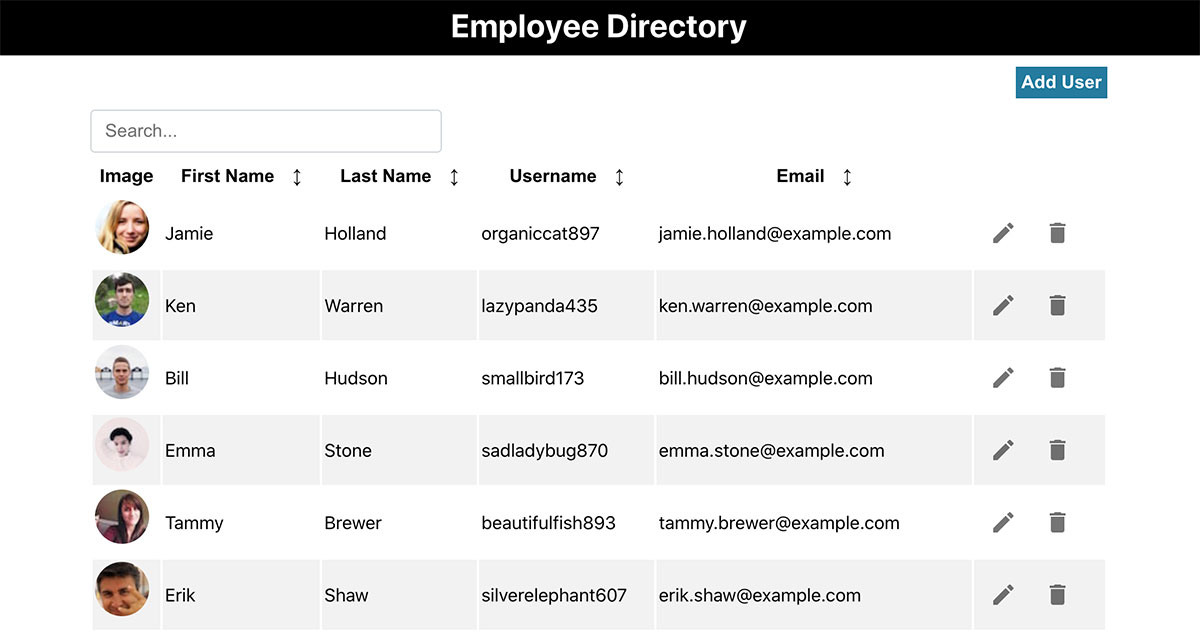 Employee Directory
Add User
Search...
Image First Name ↕ Last Name ↕ Username ↕ Email ↕
Jamie Holland organiccat897 jamie.holland@example.com
Ken Warren lazypanda435 ken.warren@example.com
Bill Hudson smallbird173 bill.hudson@example.com
Emma Stone sadladybug870 emma.stone@example.com
Tammy Brewer beautifulfish893 tammy.brewer@example.com
Erik Shaw silverelephant607 erik.shaw@example.com